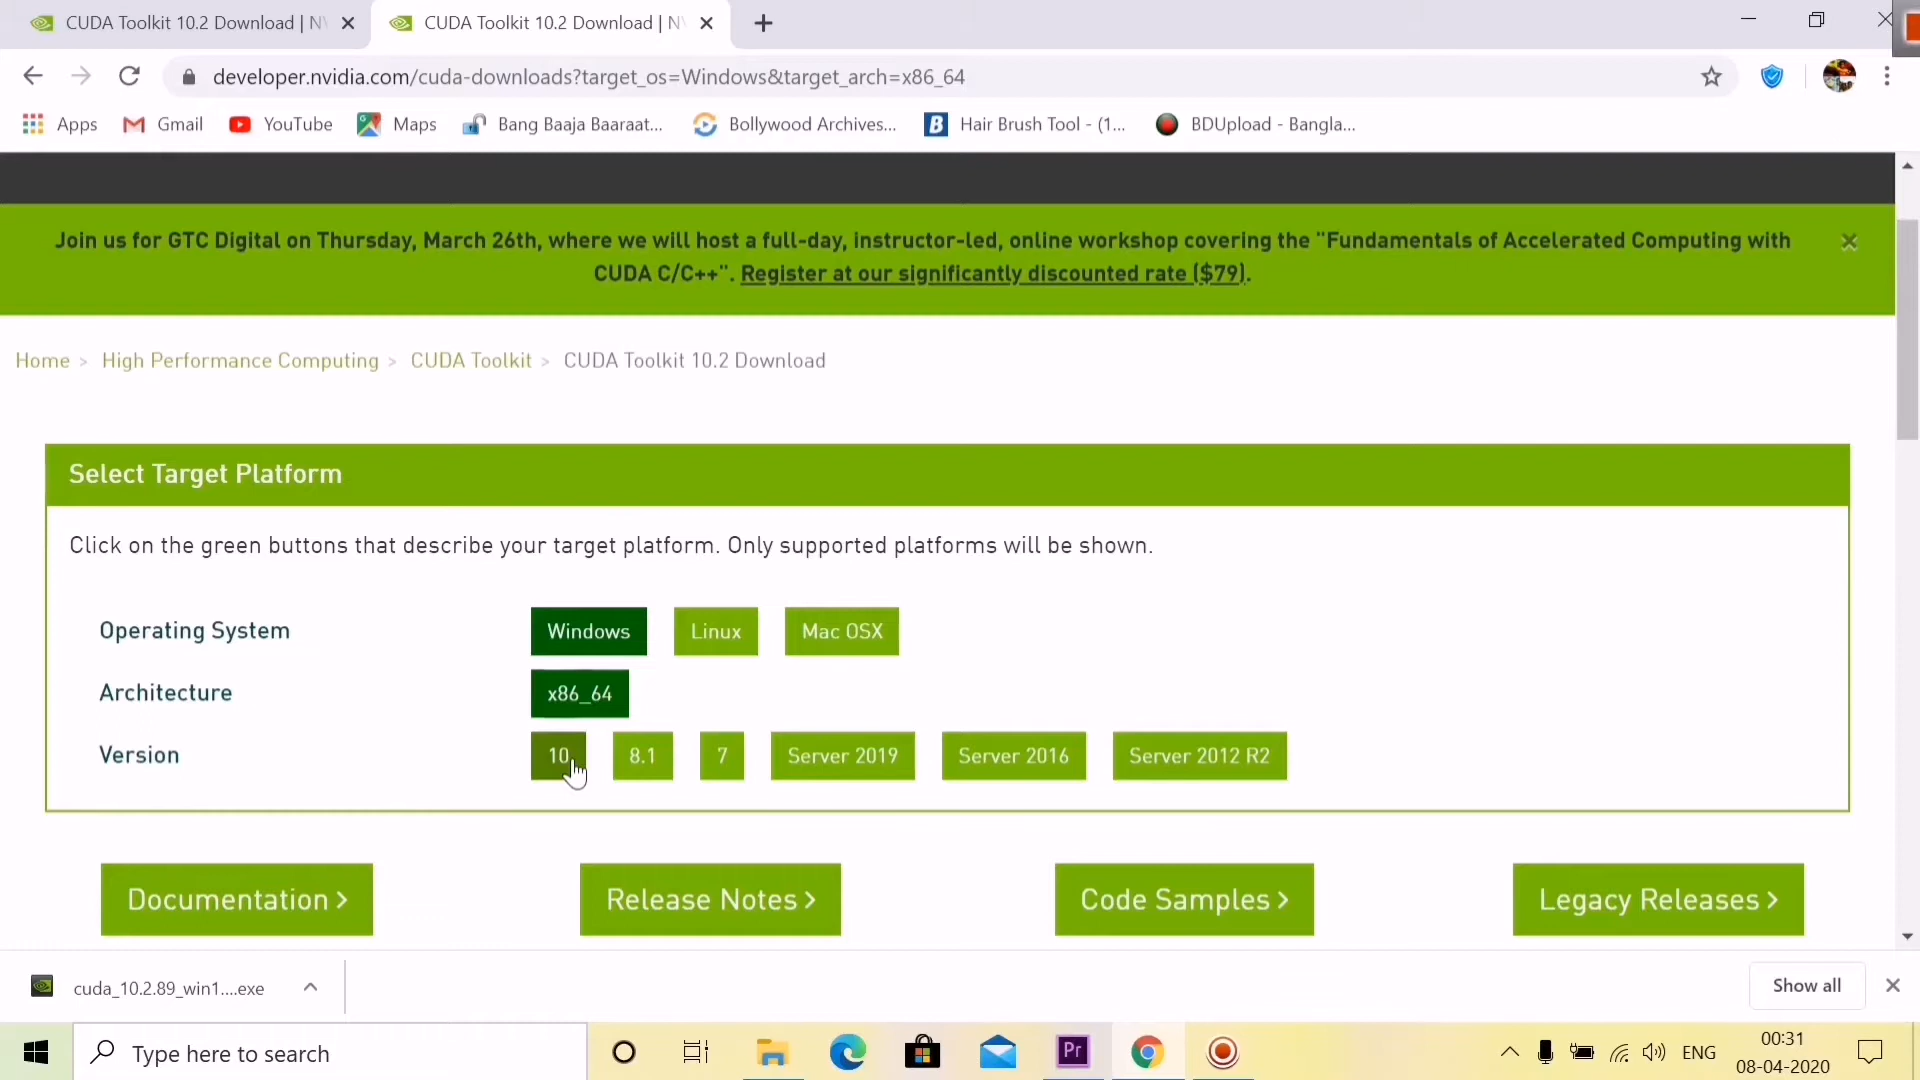 CUDA Toolkit 10.2 Download | NV
CUDA Toolkit 10.2 Download | NV
developer.nvidia.com/cuda-downloads?target_os=Windows&target_arch=x86_64
Apps
Gmail
YouTube
Maps
Bang Baaja Baaraat...
Bollywood Archives...
B
Hair Brush Tool - (1...
BDUpload - Bangla...
Join us for GTC Digital on Thursday, March 26th, where we will host a full-day, instructor-led, online workshop covering the "Fundamentals of Accelerated Computing with
CUDA C/C++". Register at our significantly discounted rate ($79).
Home > High Performance Computing > CUDA Toolkit > CUDA Toolkit 10.2 Download
Select Target Platform
Click on the green buttons that describe your target platform. Only supported platforms will be shown.
Operating System Windows Linux Mac OSX
Architecture x86_64
Version 10 8.1 7 Server 2019 Server 2016 Server 2012 R2
Documentation > Release Notes > Code Samples > Legacy Releases >
cuda_10.2.89_win1....exe
Show all
Type here to search
Pr
ENG
00:31
08-04-2020